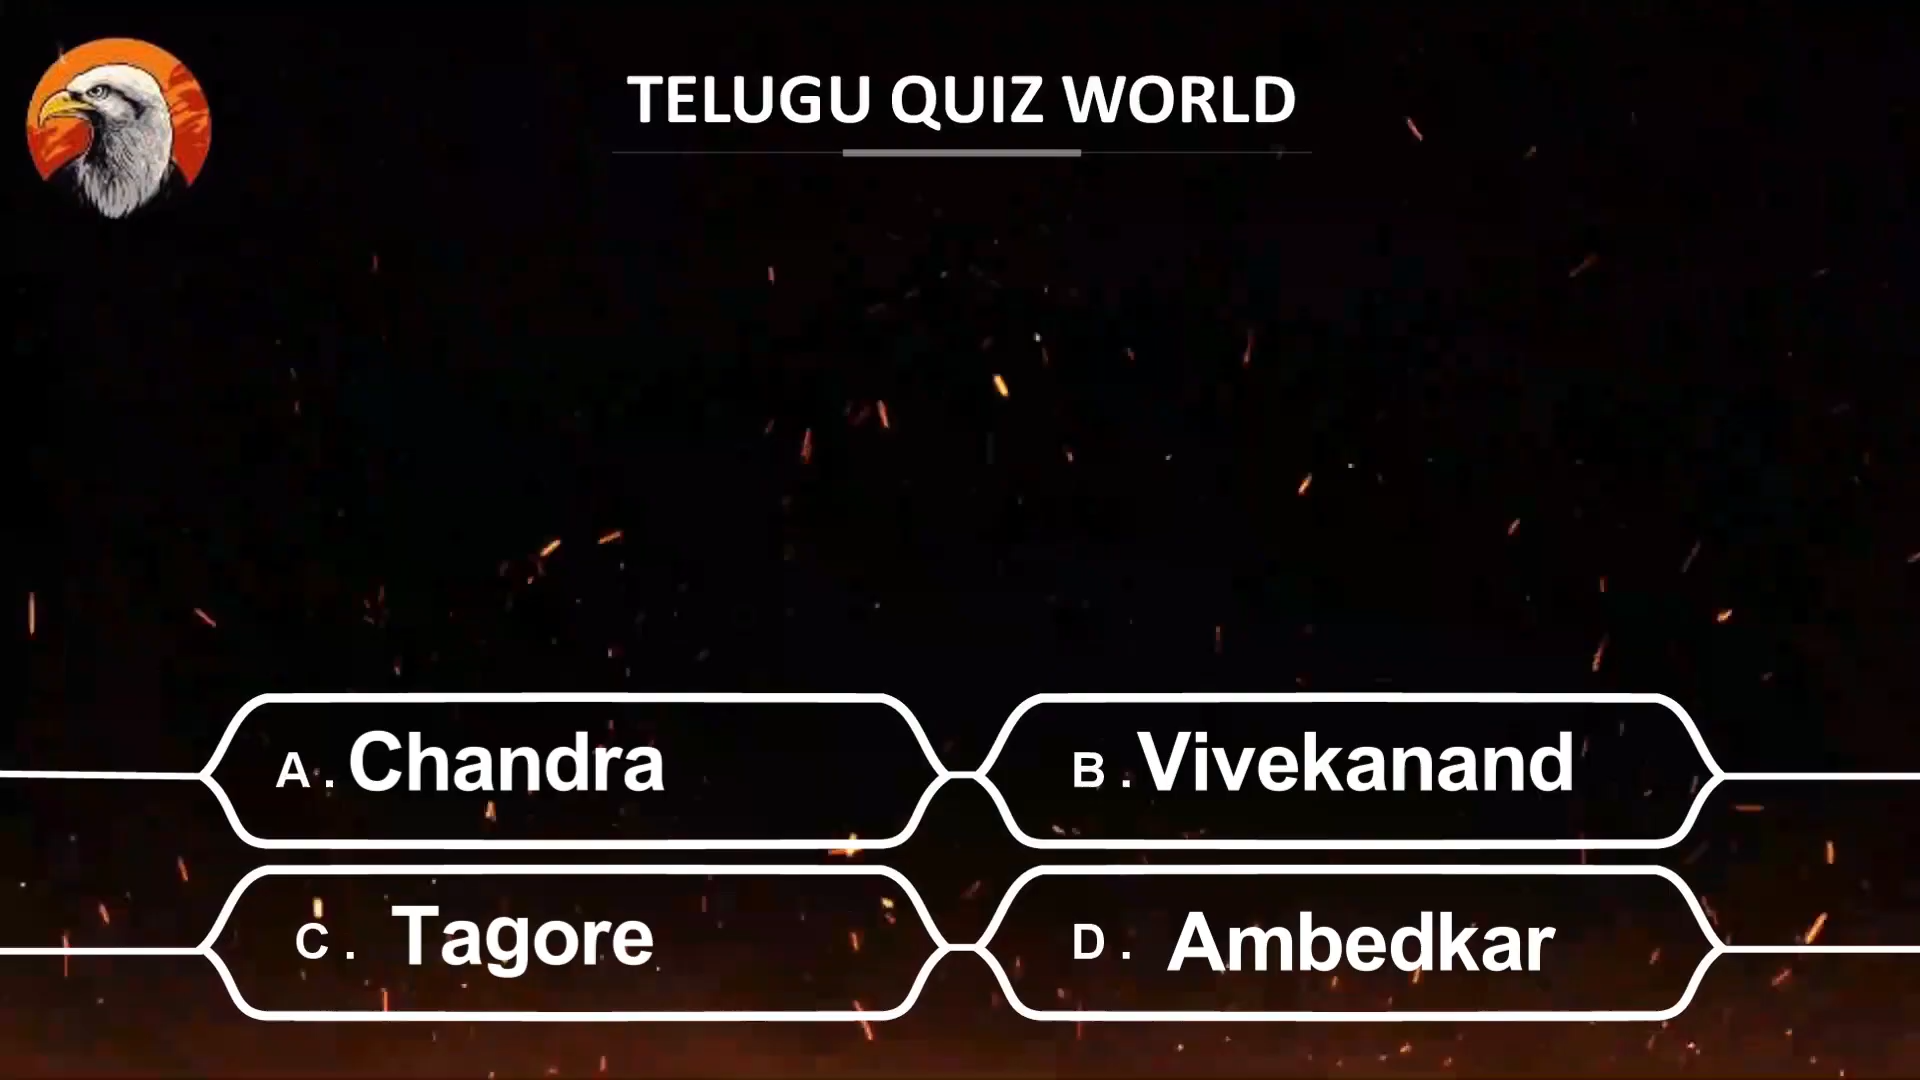 TELUGU QUIZ WORLD
A. Chandra
B. Vivekanand
C. Tagore
D. Ambedkar